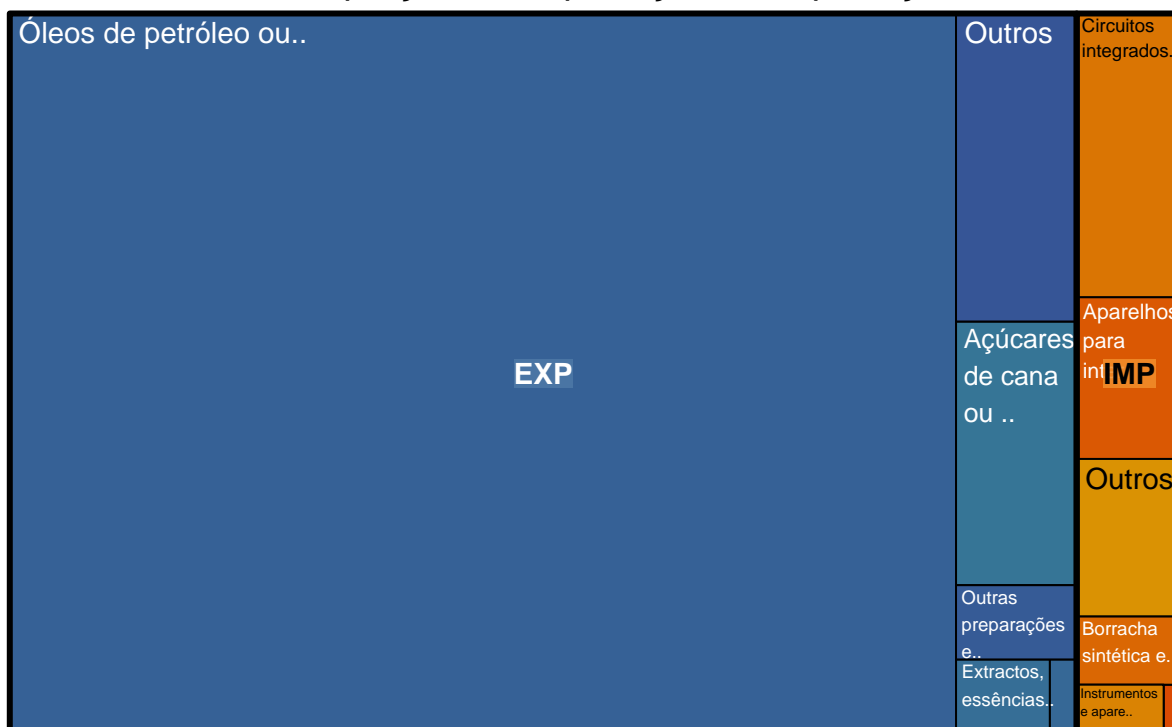 Óleos de petróleo ou..
EXP
Outros
Açúcares
de cana
ou ..
Outras
preparações
e..
Extractos,
essências..
Circuitos
integrados.
Aparelhos
para
IMP
Outros
Borracha
sintética e.
Instrumentos
e apare..